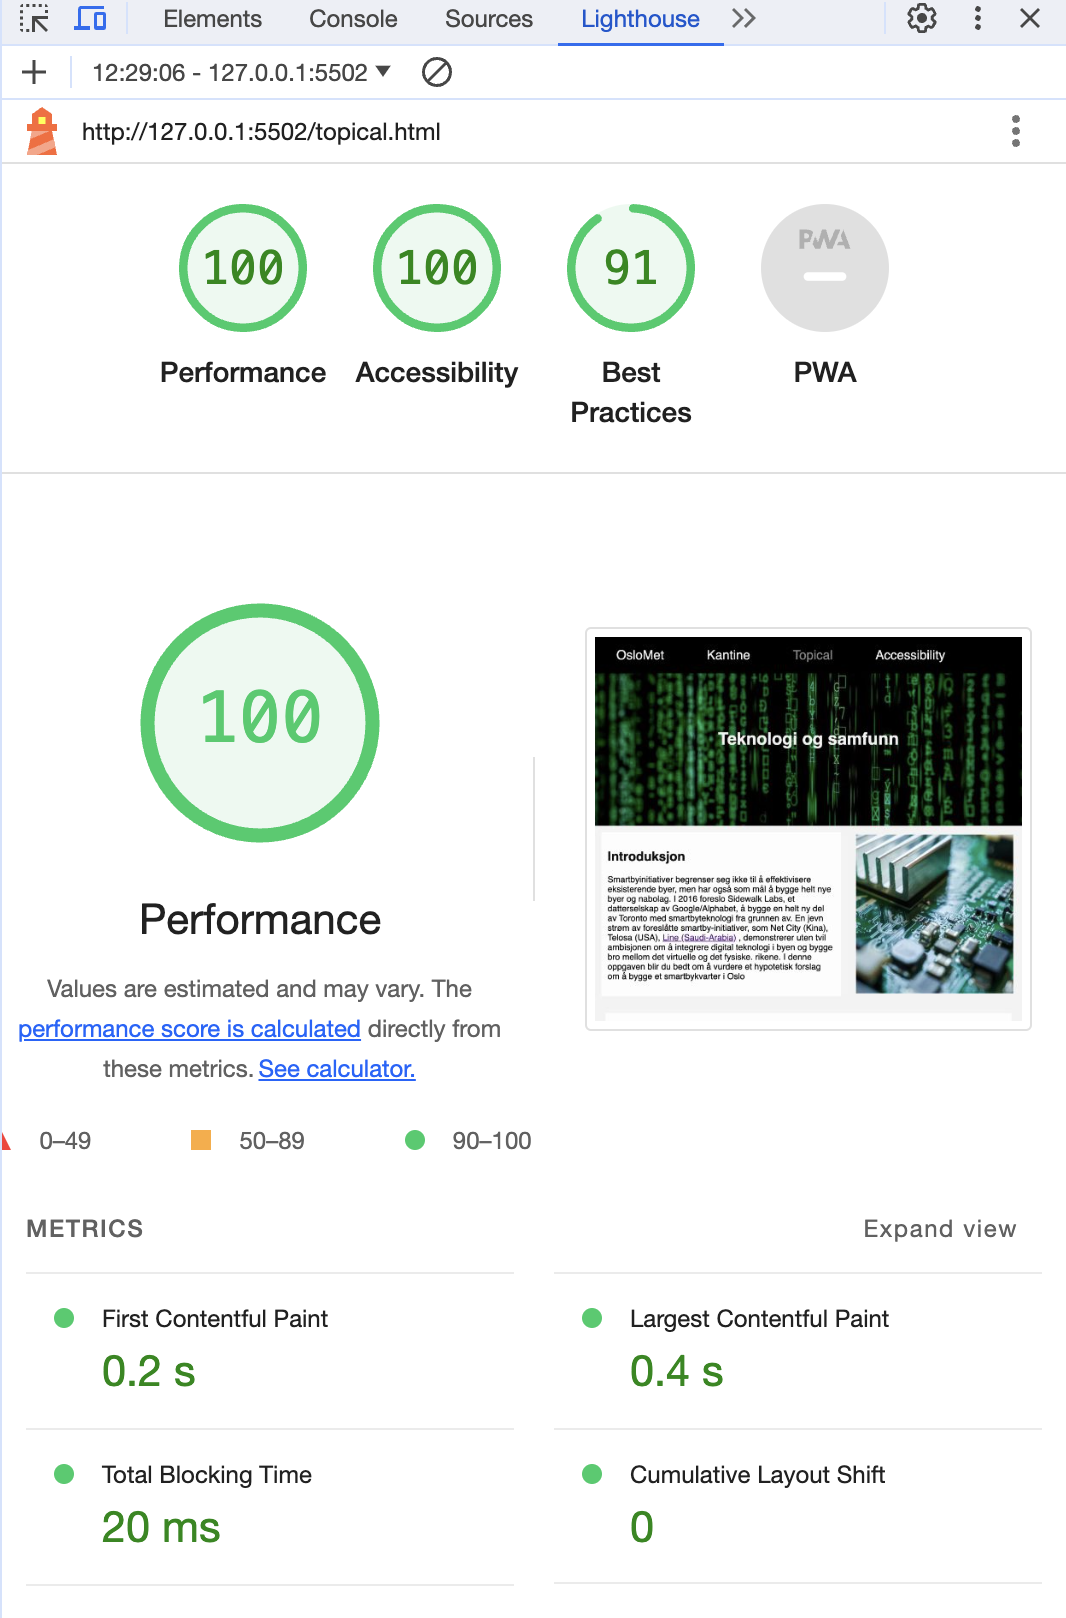 Elements Console Sources Lighthouse
12:29:06 - 127.0.0.1:5502
http://127.0.0.1:5502/topical.html
100 100 91 PWA
Performance Accessibility Best Practices PWA
100
Performance
Values are estimated and may vary. The
performance score is calculated directly from
these metrics. See calculator.
0–49 50–89 90–100
OsloMet Kantine Topical Accessibility
Teknologi og samfunn
Introduksjon
Smartbyinitiativer begrenser seg ikke til å effektivisere
eksisterende byer, men har også som mål å bygge helt nye
byer og nabolag. I 2016 foreslo Sidewalk Labs, et
datterselskap av Google/Alphabet, å bygge en helt ny del
av Toronto med smartbyteknologi fra grunnen av. En jevn
strøm av foreslåtte smartby-initiativer, som Net City (Kina),
Telosa (USA), Line (Saudi-Arabia) , demonstrerer uten tvil
ambisjonen om å integrere digital teknologi i byen og bygge
bro mellom det virtuelle og det fysiske. rikene. I denne
oppgaven blir du bedt om å vurdere et hypotetisk forslag
om å bygge et smartbykvarter i Oslo
METRICS Expand view
First Contentful Paint
0.2 s
Largest Contentful Paint
0.4 s
Total Blocking Time
20 ms
Cumulative Layout Shift
0